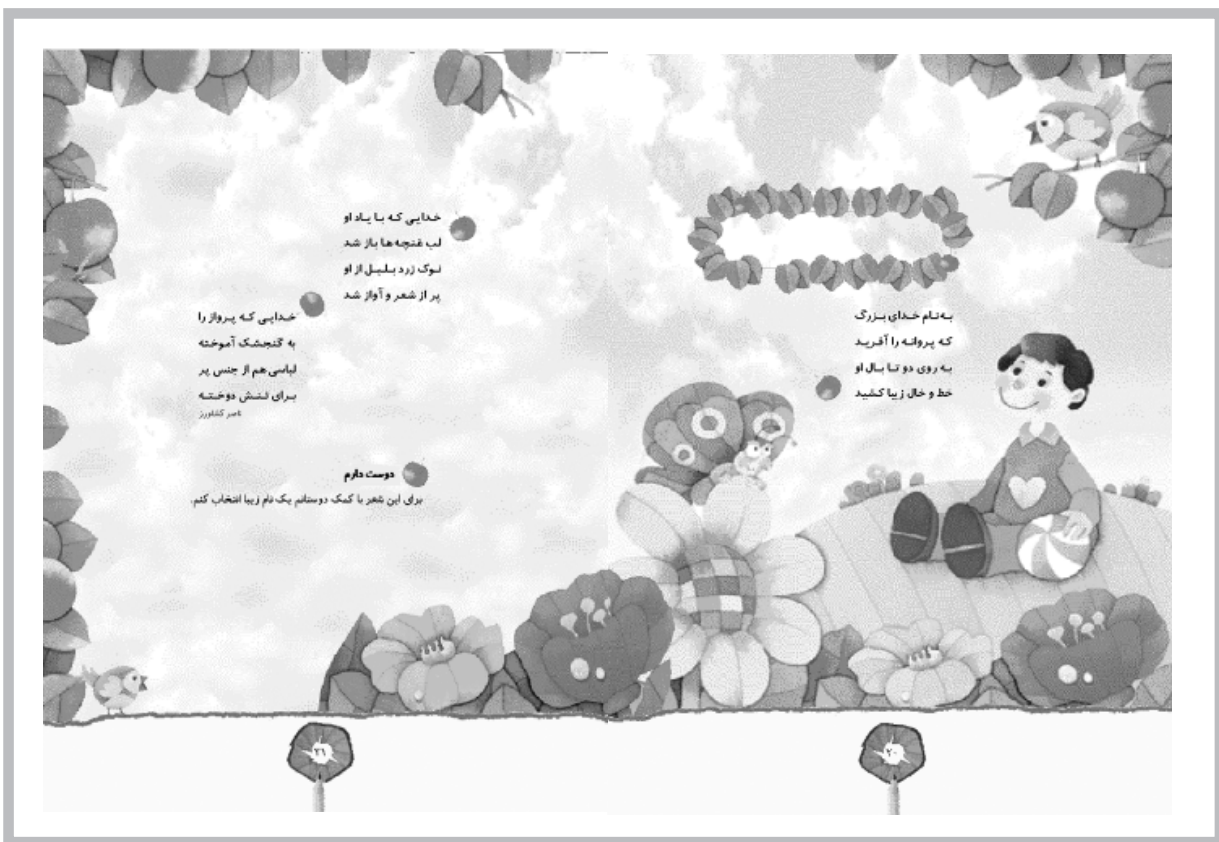 به نام خدای بزرگ
که پروانه را آفرید
به روی دو تا بال او
خط و خال زیبا کشید
۲۰
خدایی که با یاد او
لب غنچه‌ها باز شد
نوک زرد بلبل از او
پر از شعر و آواز شد
خدایی که پرواز را
به گنجشک آموخته
لباسی هم از جنس پر
برای تنش دوخته
ناصر کشاورز
دوست دارم
برای این شعر با کمک دوستانم یک نام زیبا انتخاب کنم.
۲۱